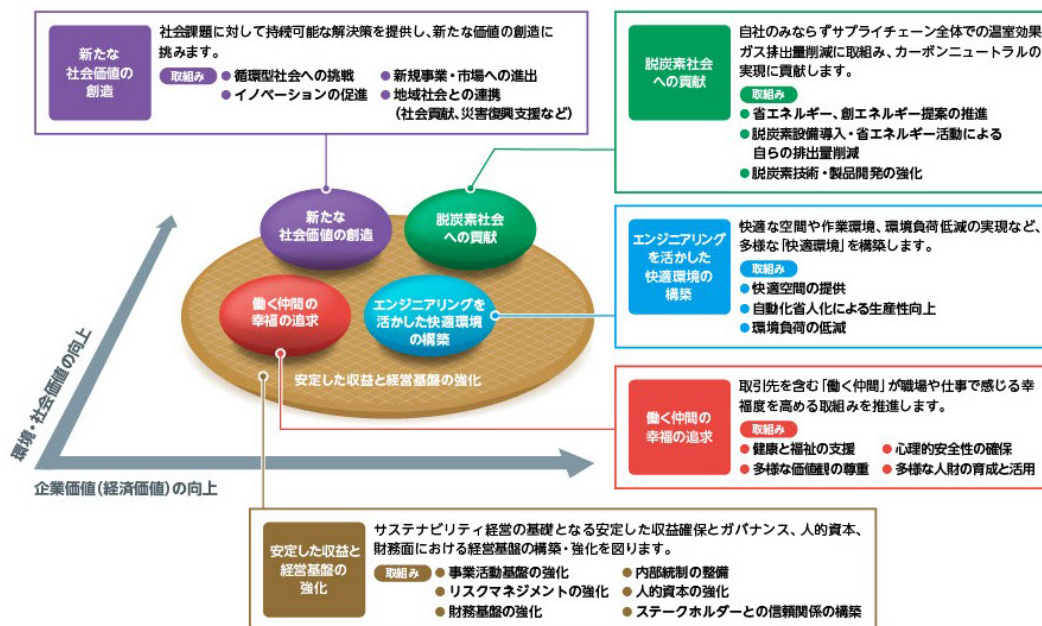 新たな
社会価値の
創造
社会課題に対して持続可能な解決策を提供し、新たな価値の創造に
挑みます。
取組み
●循環型社会への挑戦
●新規事業・市場への進出
●イノベーションの促進
●地域社会との連携
(社会貢献、災害復興支援など)
脱炭素社会
への貢献
自社のみならずサプライチェーン全体での温室効果
ガス排出量削減に取組み、カーボンニュートラルの
実現に貢献します。
取組み
●省エネルギー、創エネルギー提案の推進
●脱炭素設備導入・省エネルギー活動による
自らの排出量削減
●脱炭素技術・製品開発の強化
新たな
社会価値の創造
脱炭素社会
への貢献
働く仲間の
幸福の追求
エンジニアリングを
活かした快適環境
の構築
安定した収益と経営基盤の強化
環境・社会価値の向上
企業価値(経済価値)の向上
エンジニアリング
を活かした
快適環境の
構築
快適な空間や作業環境、環境負荷低減の実現など、
多様な「快適環境」を構築します。
取組み
●快適空間の提供
●自動化省人化による生産性向上
●環境負荷の低減
働く仲間の
幸福の追求
取引先を含む「働く仲間」が職場や仕事で感じる幸
福度を高める取組みを推進します。
取組み
●健康と福祉の支援
●心理的安全性の確保
●多様な価値観の尊重
●多様な人財の育成と活用
安定した収益と
経営基盤の
強化
サステナビリティ経営の基礎となる安定した収益確保とガバナンス、人的資本、
財務面における経営基盤の構築・強化を図ります。
取組み
●事業活動基盤の強化
●内部統制の整備
●リスクマネジメントの強化
●人的資本の強化
●財務基盤の強化
●ステークホルダーとの信頼関係の構築